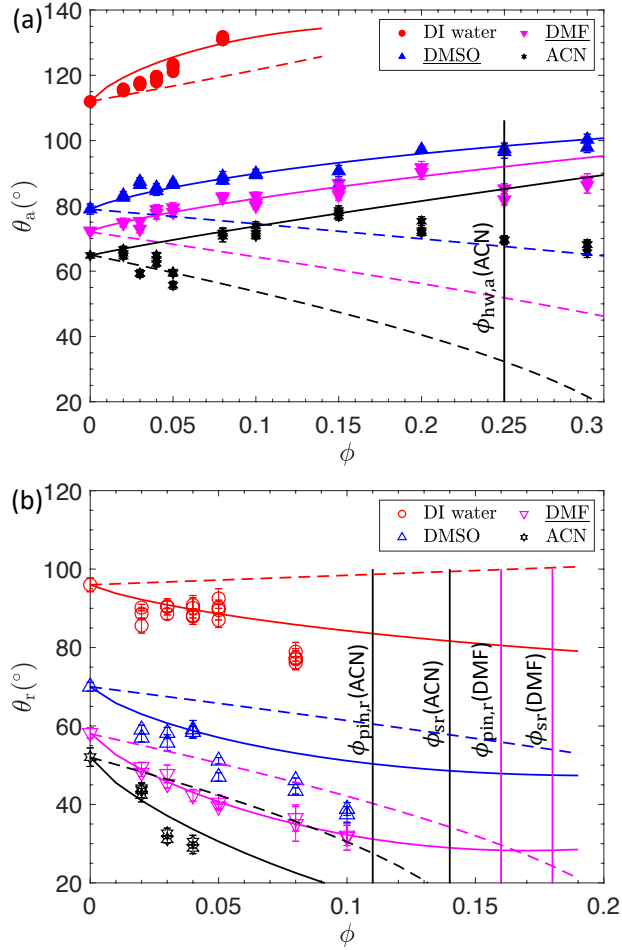 (a)
140
120
100
80
60
40
20
θa(°)
DI water
DMF
DMSO
ACN
ϕhw,a(ACN)
0 0.05 0.1 0.15 0.2 0.25 0.3
ϕ
(b)
120
100
80
60
40
20
θr(°)
DI water
DMF
DMSO
ACN
ϕpin,r(ACN)
ϕsr(ACN)
ϕpin,r(DMF)
ϕsr(DMF)
0 0.05 0.1 0.15 0.2
ϕ